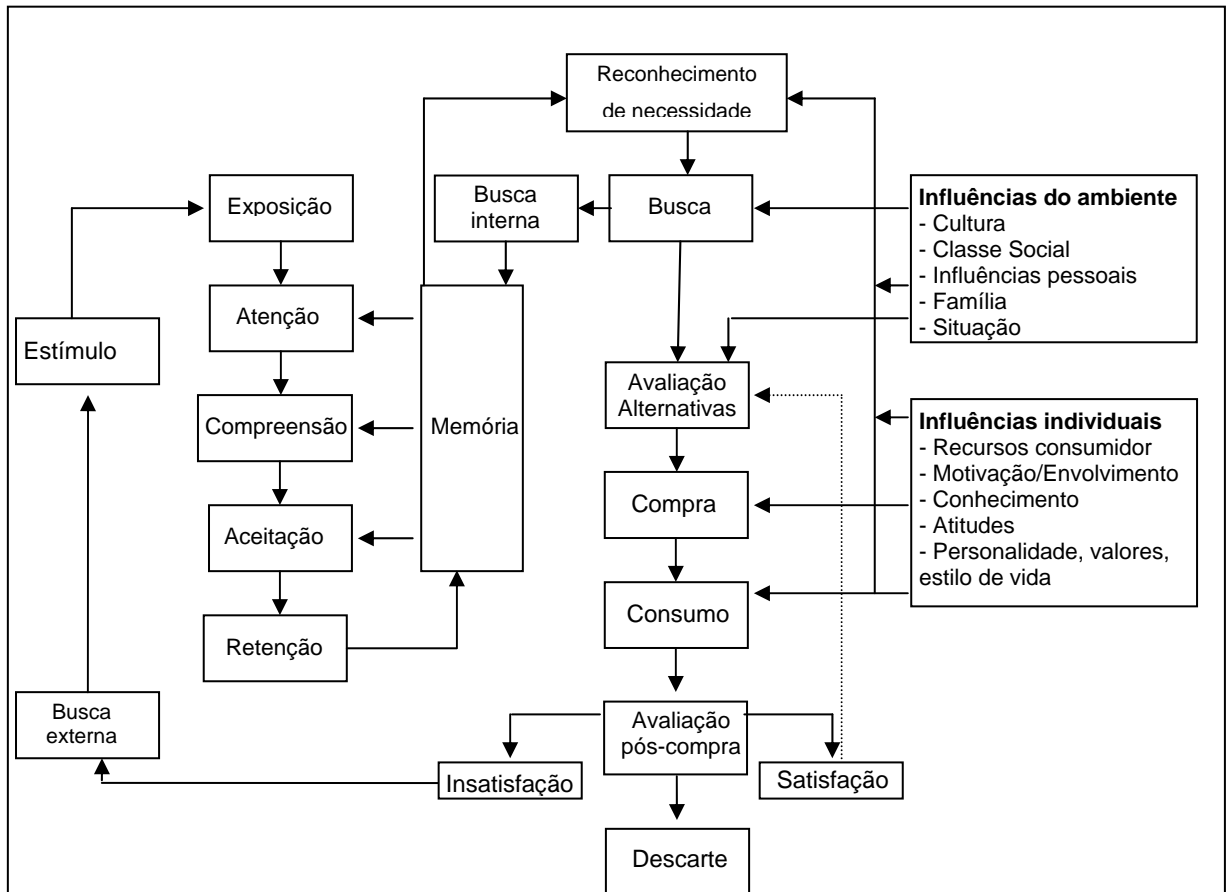 Reconhecimento
de necessidade
Exposição
Busca
interna
Busca
Influências do ambiente
- Cultura
- Classe Social
- Influências pessoais
- Família
- Situação
Atenção
Estímulo
Compreensão
Memória
Avaliação
Alternativas
Influências individuais
- Recursos consumidor
- Motivação/Envolvimento
- Conhecimento
- Atitudes
- Personalidade, valores,
estilo de vida
Compra
Aceitação
Consumo
Retenção
Busca
externa
Avaliação
pós-compra
Insatisfação
Satisfação
Descarte